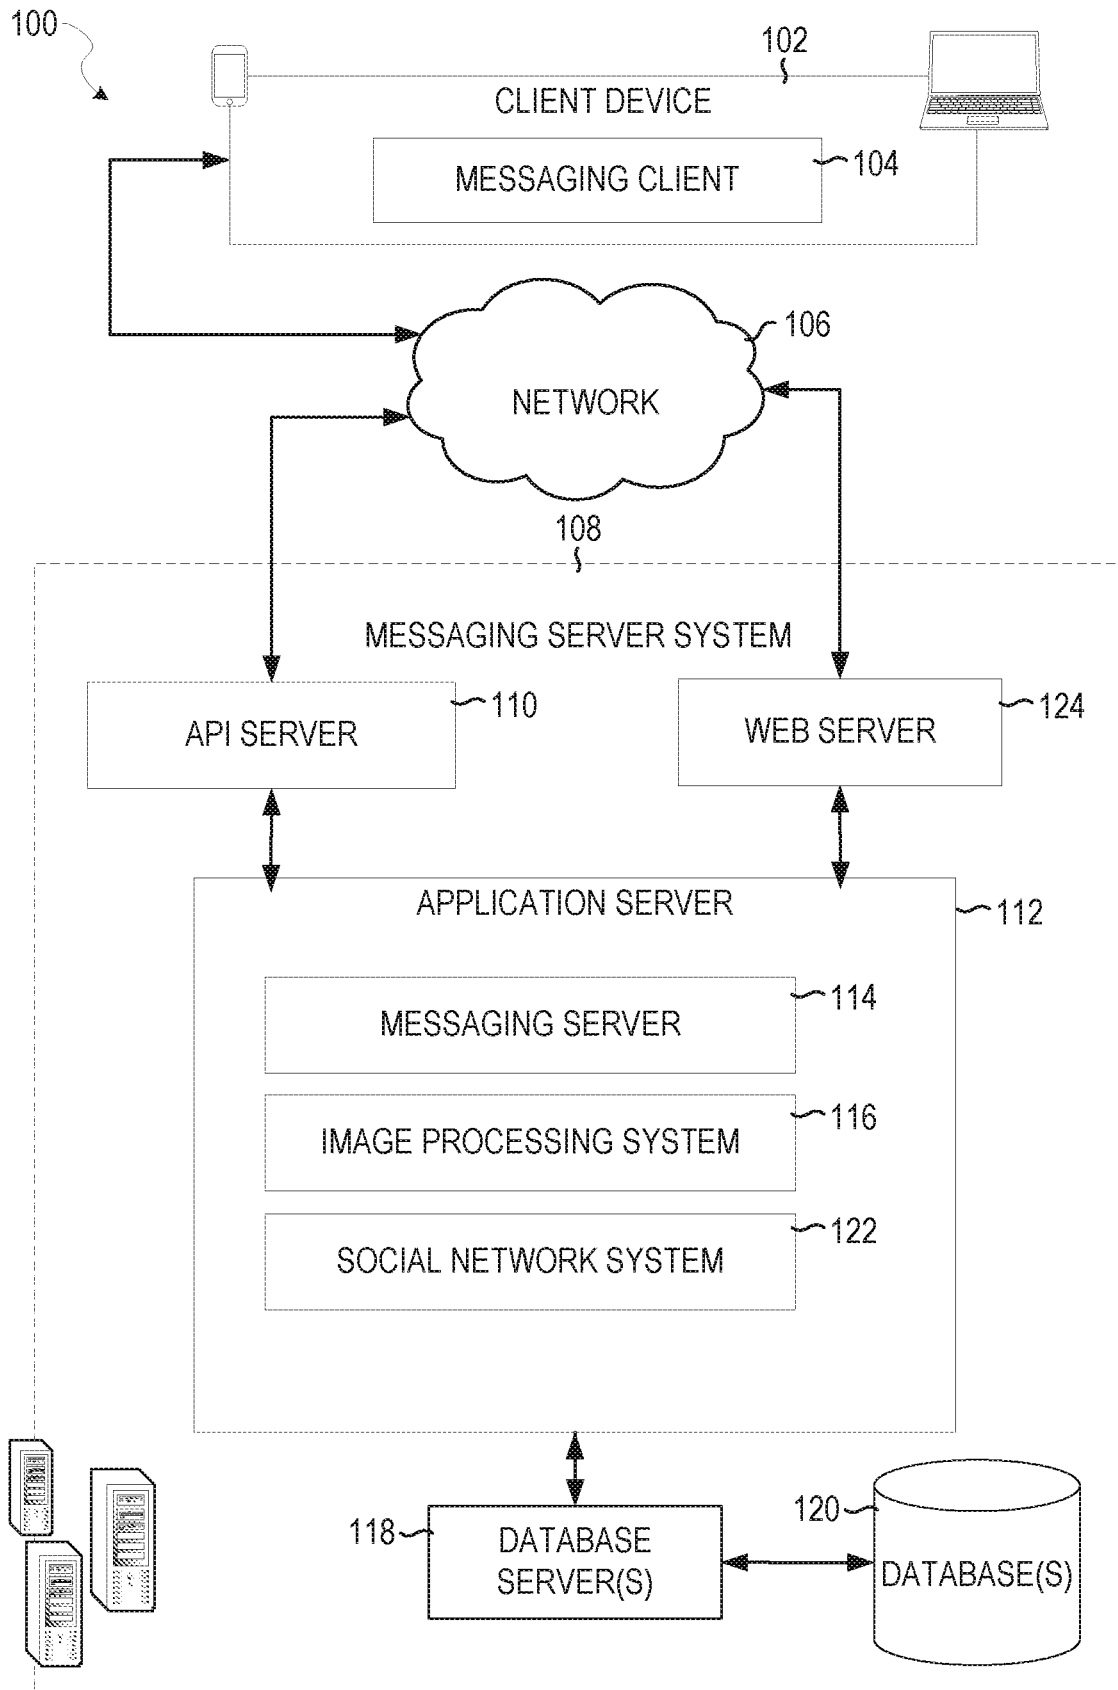 100
102
CLIENT DEVICE
MESSAGING CLIENT
104
106
NETWORK
108
MESSAGING SERVER SYSTEM
API SERVER
110
WEB SERVER
124
APPLICATION SERVER
112
MESSAGING SERVER
114
IMAGE PROCESSING SYSTEM
116
SOCIAL NETWORK SYSTEM
122
118
DATABASE
SERVER(S)
120
DATABASE(S)